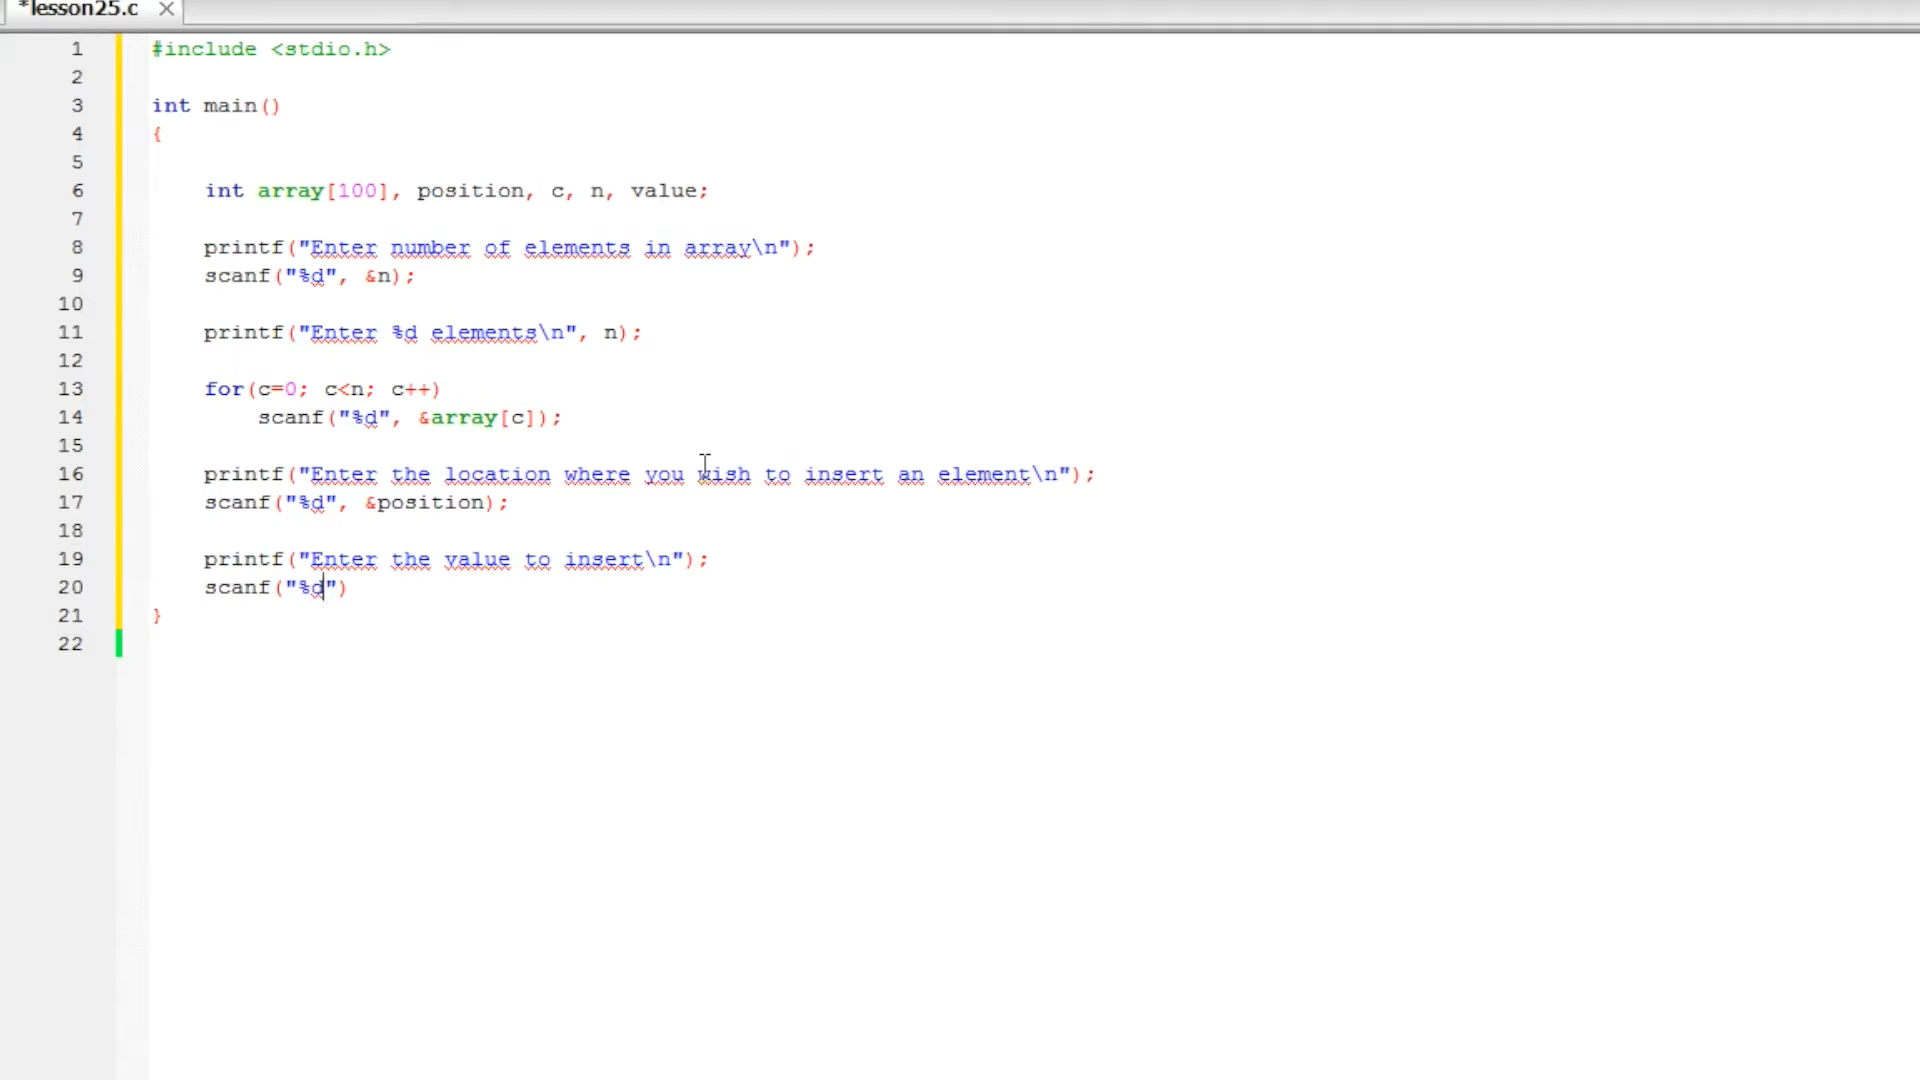 *lesson25.c
1 #include <stdio.h>
2
3 int main()
4 {
5
6 int array[100], position, c, n, value;
7
8 printf("Enter number of elements in array\n");
9 scanf("%d", &n);
10
11 printf("Enter %d elements\n", n);
12
13 for(c=0; c<n; c++)
14 scanf("%d", &array[c]);
15
16 printf("Enter the location where you wish to insert an element\n");
17 scanf("%d", &position);
18
19 printf("Enter the value to insert\n");
20 scanf("%d")
21 }
22